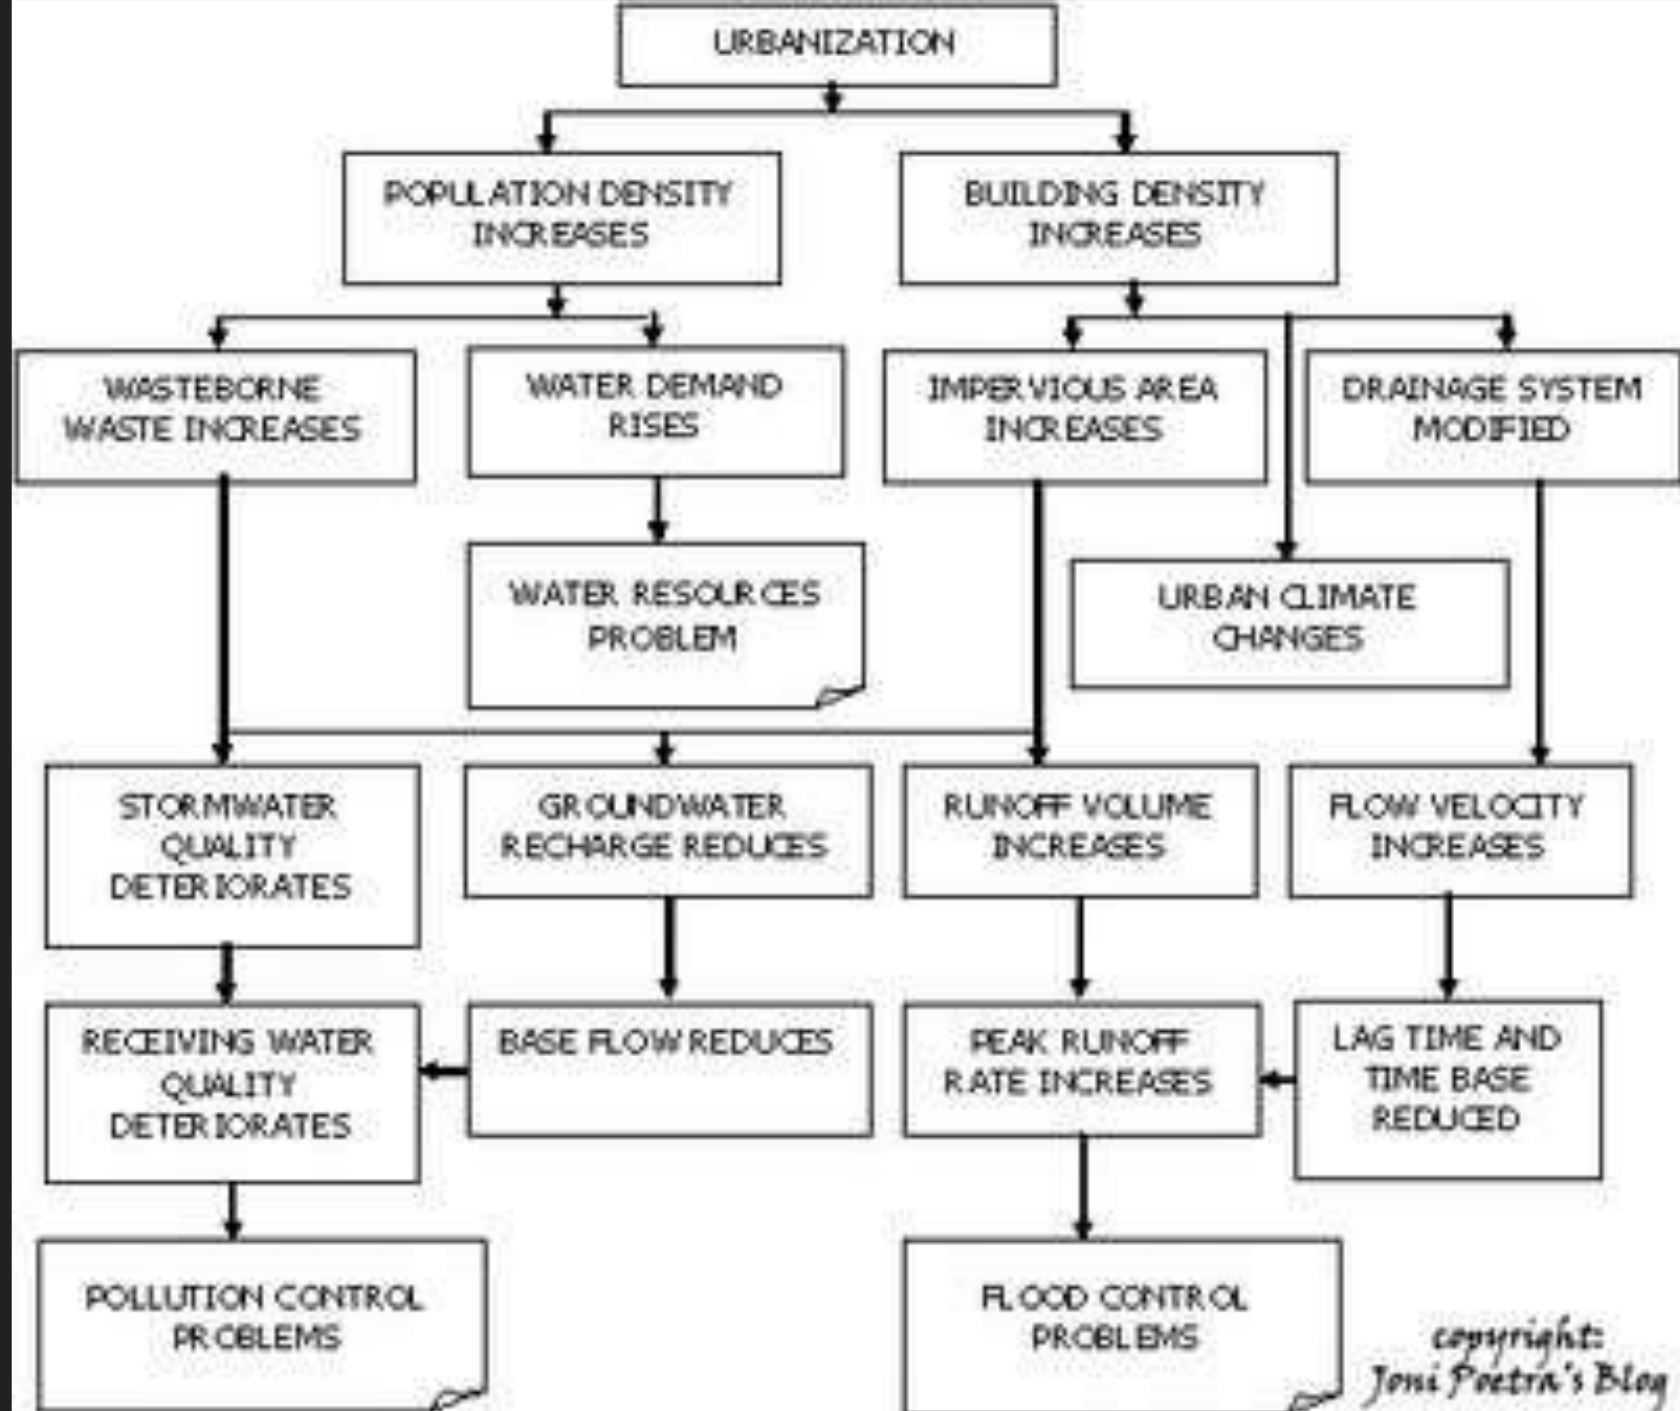 URBANIZATION
POPULATION DENSITY
INCREASES
BUILDING DENSITY
INCREASES
WASTEBORNE
WASTE INCREASES
WATER DEMAND
RISES
IMPERVIOUS AREA
INCREASES
DRAINAGE SYSTEM
MODIFIED
WATER RESOURCES
PROBLEM
URBAN CLIMATE
CHANGES
STORMWATER
QUALITY
DETERIORATES
GROUNDWATER
RECHARGE REDUCES
RUNOFF VOLUME
INCREASES
FLOW VELOCITY
INCREASES
RECEIVING WATER
QUALITY
DETERIORATES
BASE FLOW REDUCES
PEAK RUNOFF
RATE INCREASES
LAG TIME AND
TIME BASE
REDUCED
POLLUTION CONTROL
PROBLEMS
FLOOD CONTROL
PROBLEMS
copyright:
Joni Poetra's Blog